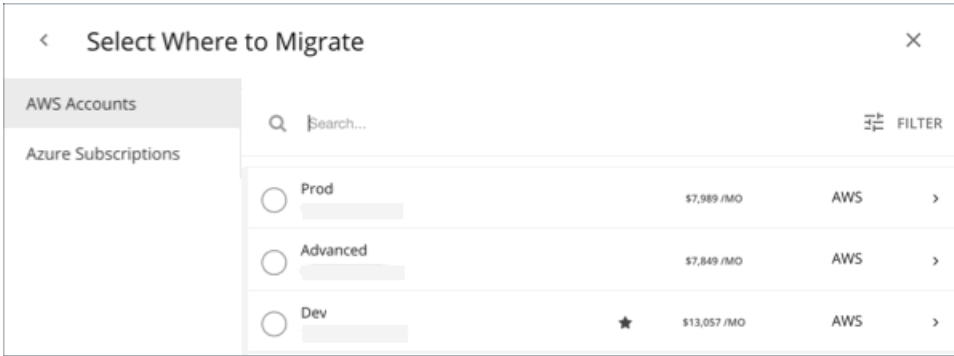 Select Where to Migrate
AWS Accounts
Azure Subscriptions
Search...
FILTER
Prod
$7,989 /MO
AWS
Advanced
$7,849 /MO
AWS
Dev
$13,057 /MO
AWS